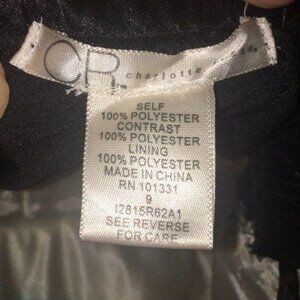 CR
charlotte
SELF
100% POLYESTER
CONTRAST
100% POLYESTER
LINING
100% POLYESTER
MADE IN CHINA
RN 101331
9
I2815R62A1
SEE REVERSE
FOR CARE